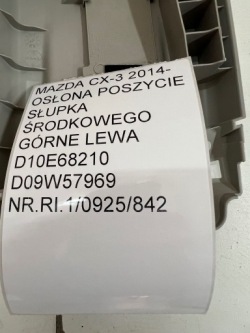 MAZDA CX-3 2014-
OSŁONA POSZYCIE
SŁUPKA
ŚRODKOWEGO
GÓRNE LEWA
D10E68210
D09W57969
NR.RI.1/0925/842